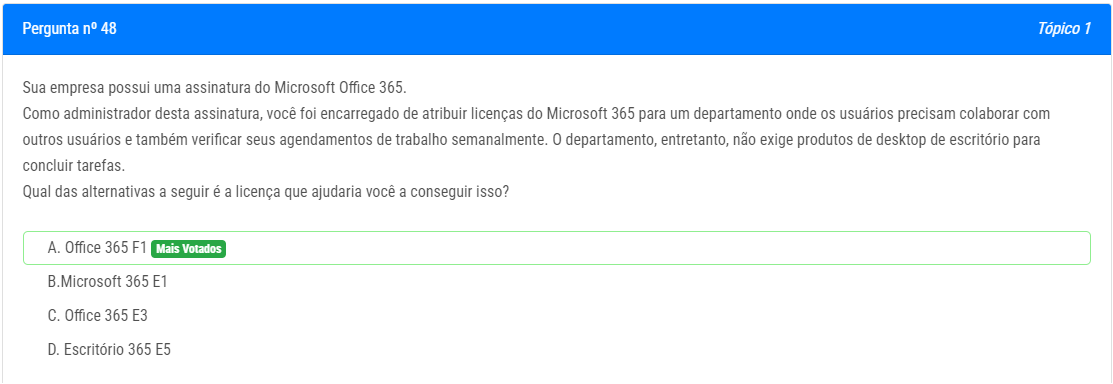 Pergunta nº 48
Tópico 1
Sua empresa possui uma assinatura do Microsoft Office 365.
Como administrador desta assinatura, você foi encarregado de atribuir licenças do Microsoft 365 para um departamento onde os usuários precisam colaborar com
outros usuários e também verificar seus agendamentos de trabalho semanalmente. O departamento, entretanto, não exige produtos de desktop de escritório para
concluir tarefas.
Qual das alternativas a seguir é a licença que ajudaria você a conseguir isso?
A. Office 365 F1 Mais Votados
B.Microsoft 365 E1
C. Office 365 E3
D. Escritório 365 E5